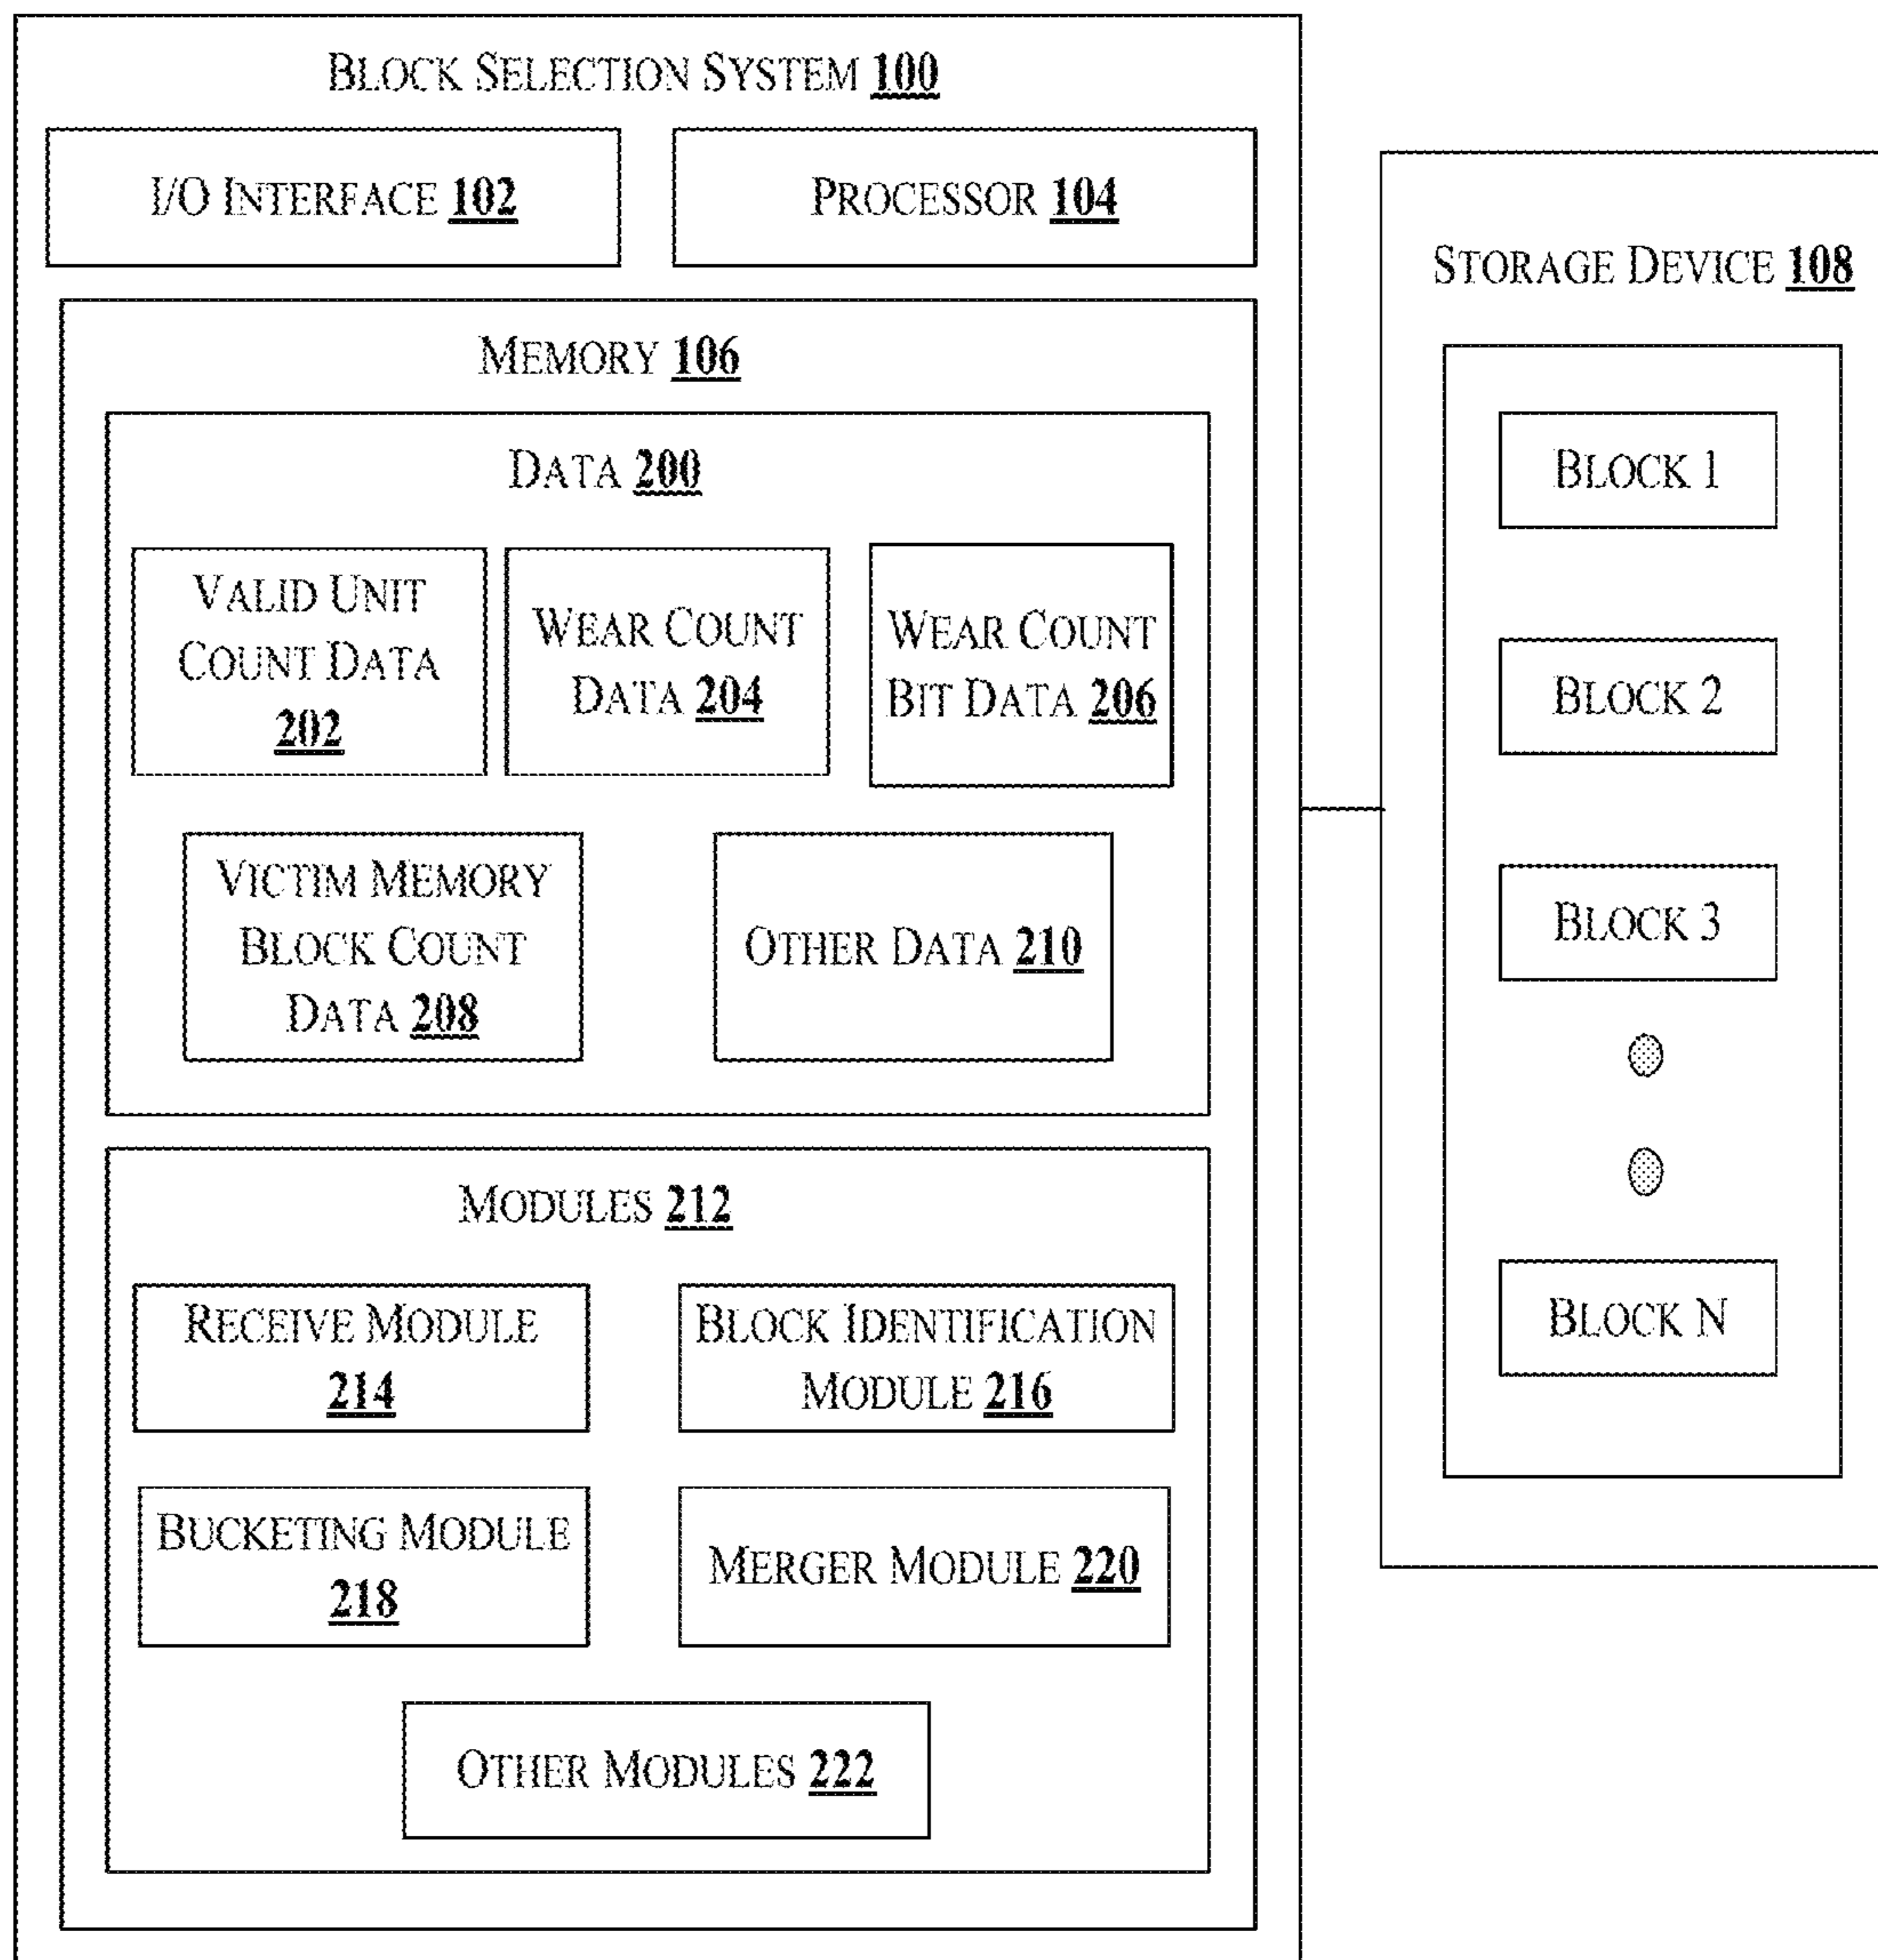 BLOCK SELECTION SYSTEM 100
I/O INTERFACE 102
PROCESSOR 104
MEMORY 106
DATA 200
VALID UNIT
COUNT DATA
202
WEAR COUNT
DATA 204
WEAR COUNT
BIT DATA 206
VICTIM MEMORY
BLOCK COUNT
DATA 208
OTHER DATA 210
MODULES 212
RECEIVE MODULE
214
BLOCK IDENTIFICATION
MODULE 216
BUCKETING MODULE
218
MERGER MODULE 220
OTHER MODULES 222
STORAGE DEVICE 108
BLOCK 1
BLOCK 2
BLOCK 3
BLOCK N